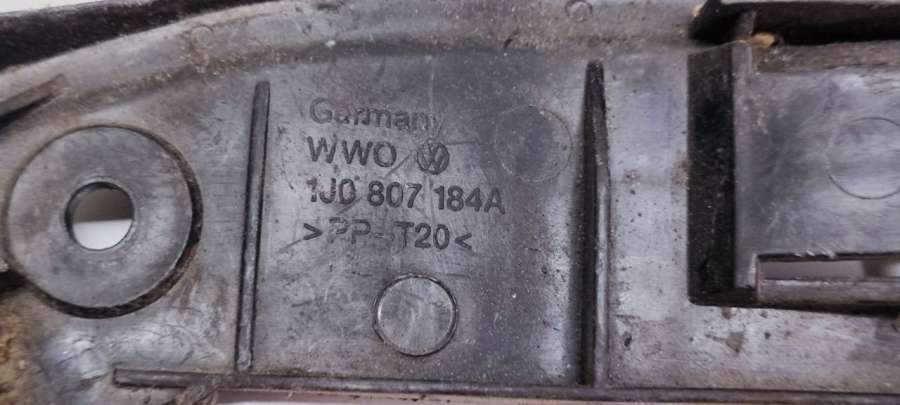 Germany
WWO
1J0 807 184A
>PP-T20<